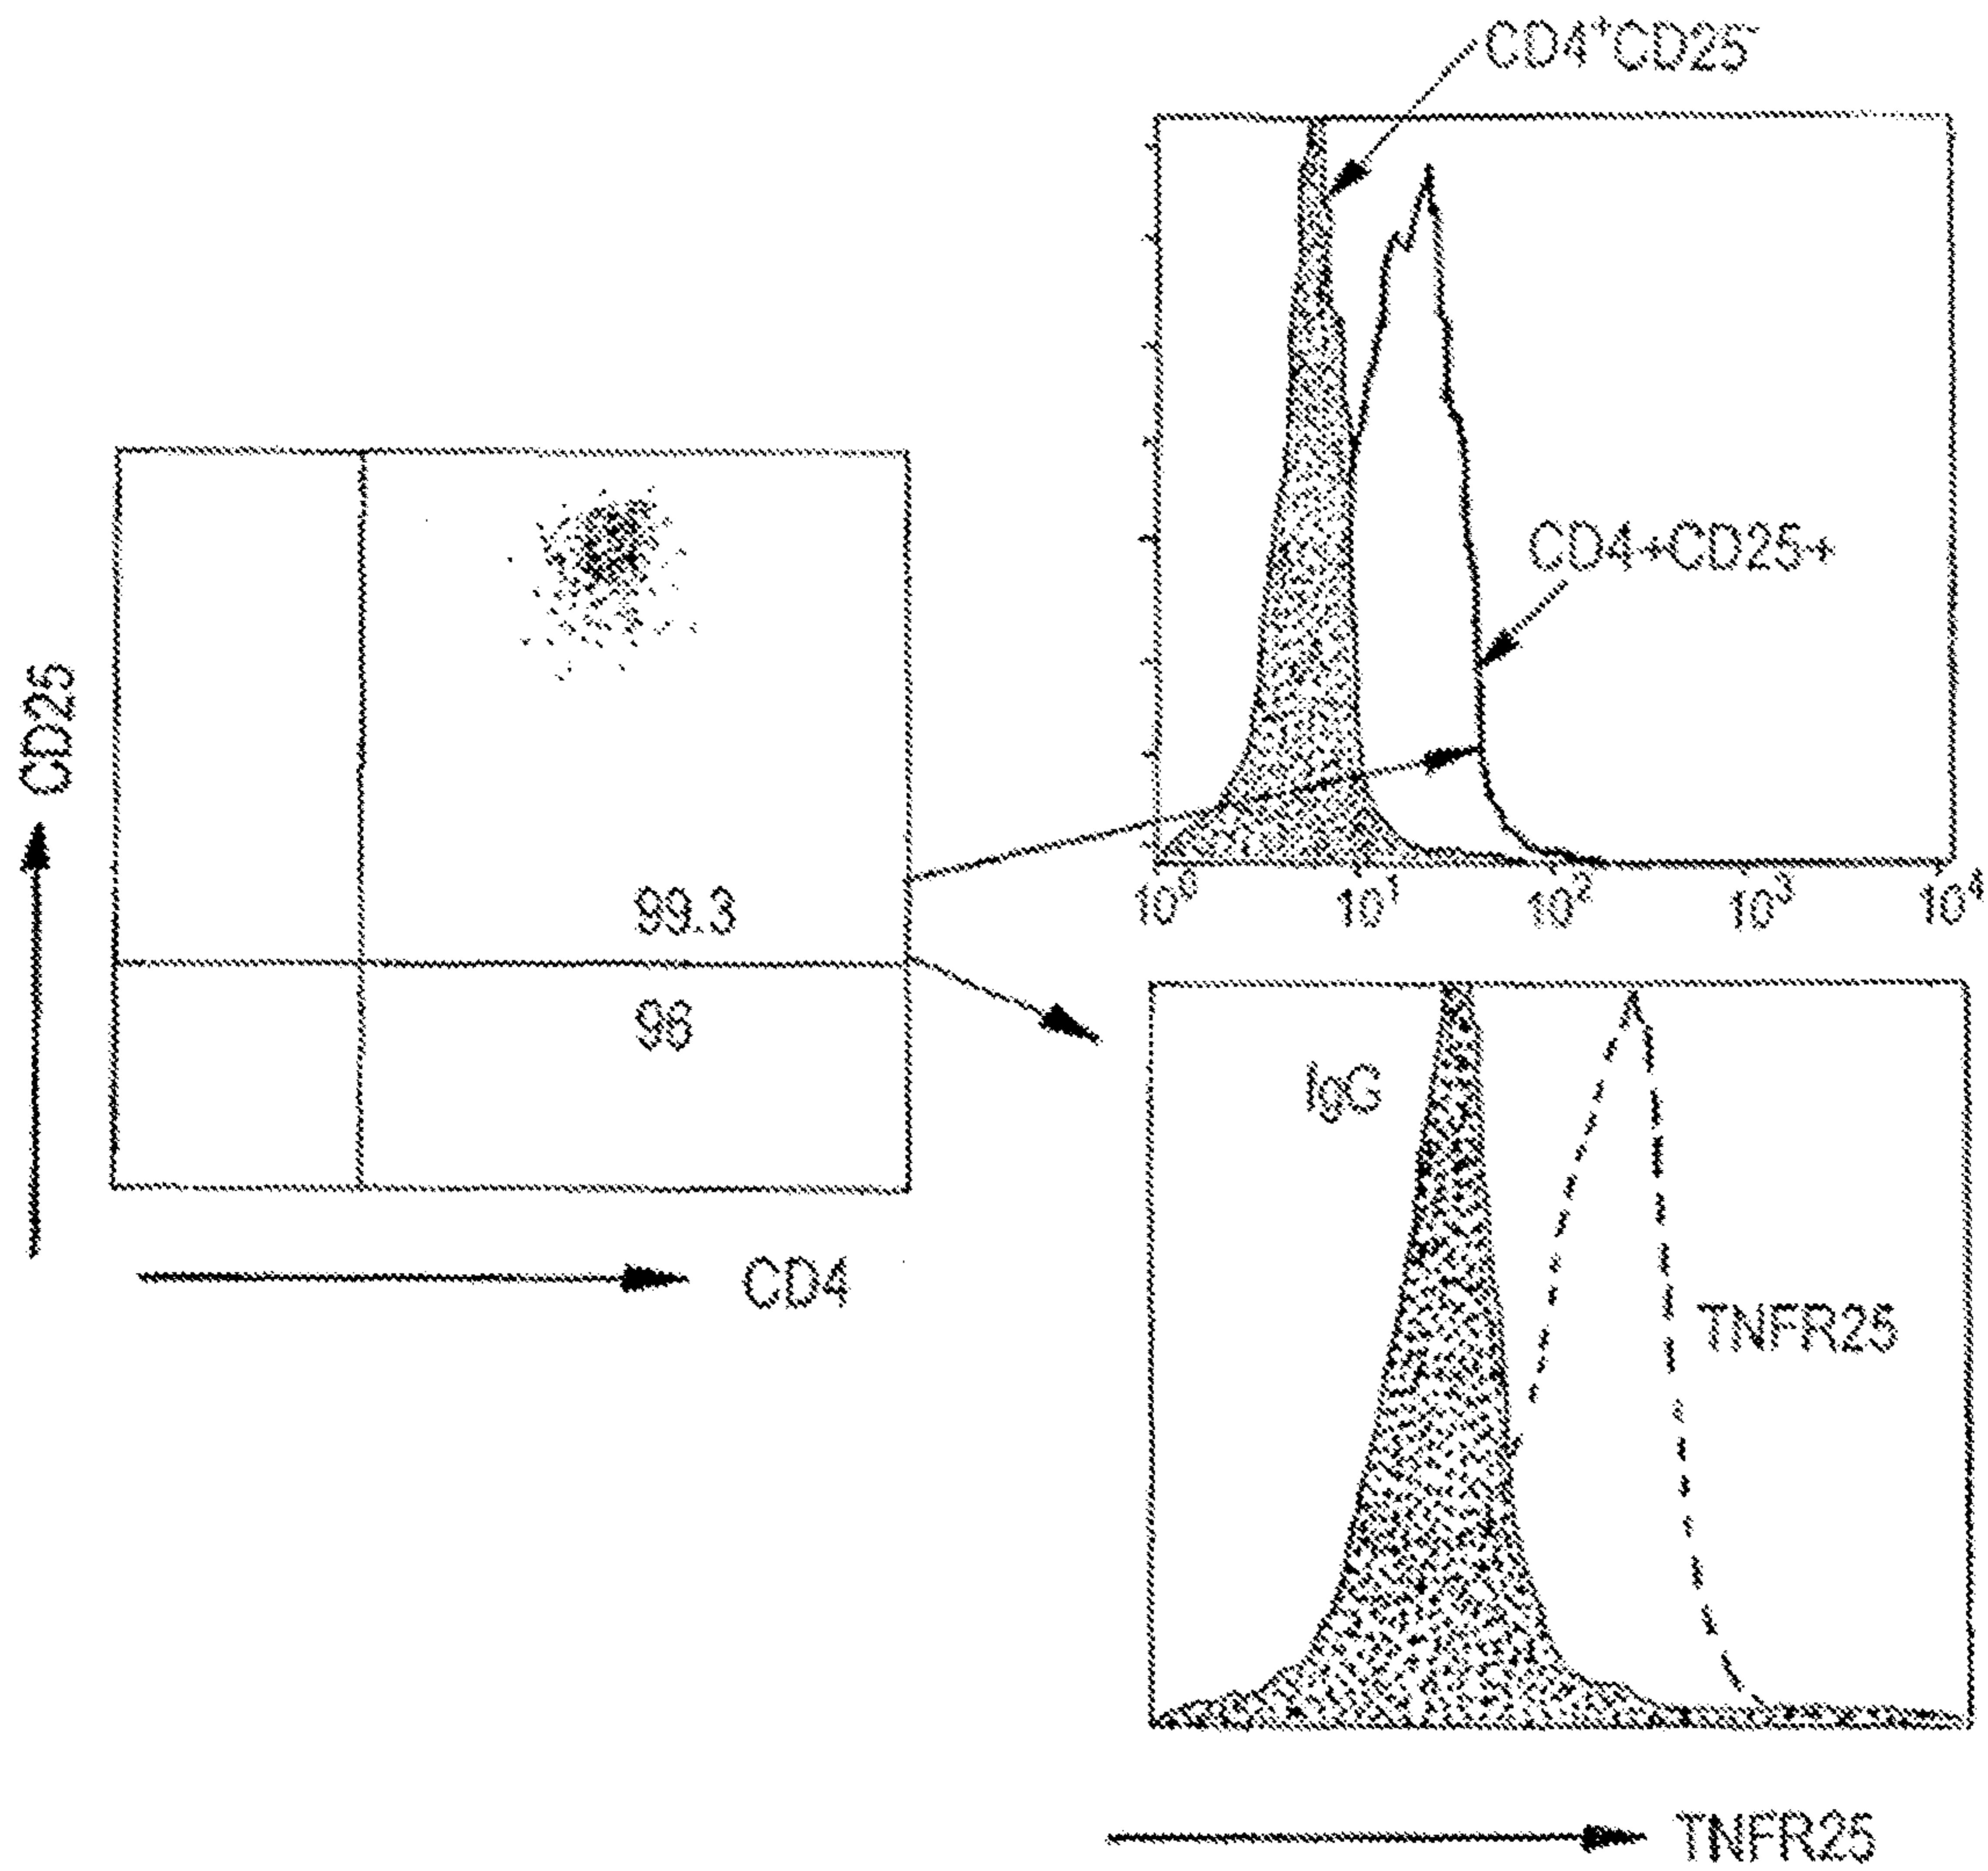 CD4⁺CD25⁻
CD4+CD25+
10⁰ 10¹ 10² 10³ 10⁴
CD25
99.3
98
CD4
IgG
TNFR25
TNFR25